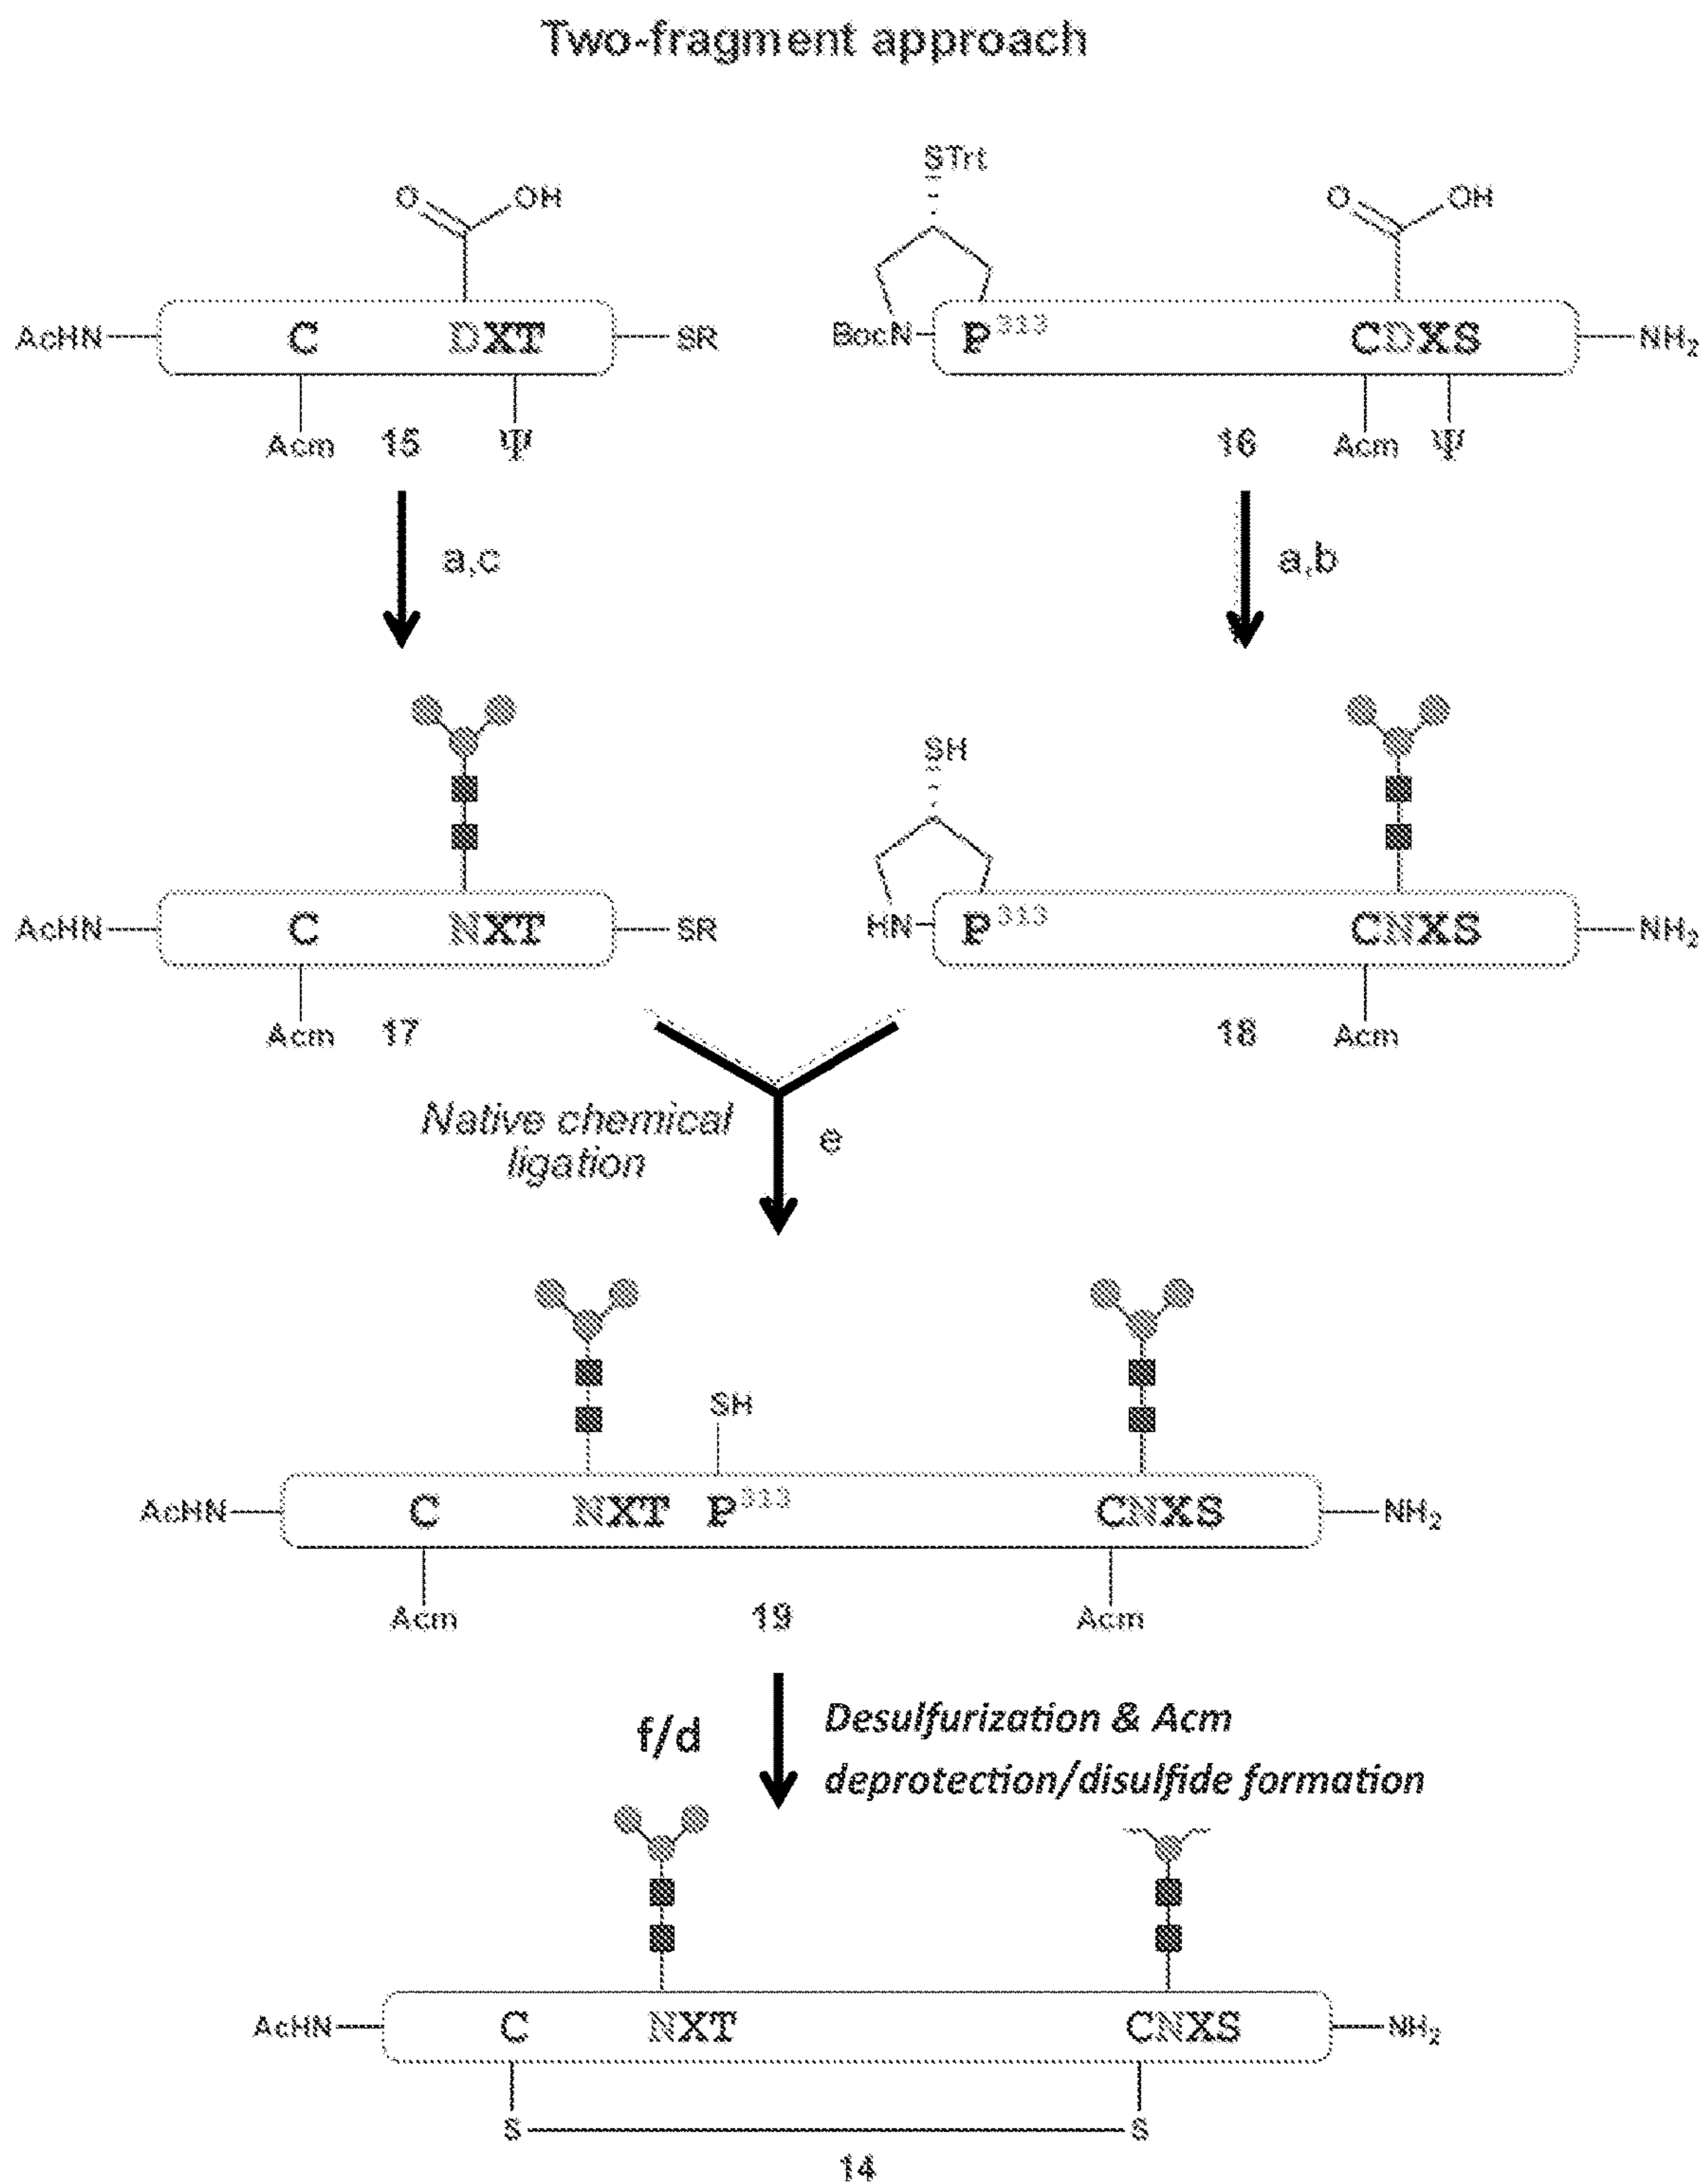 Two-fragment approach
STrt
O OH O OH
AcHN C DXT SR BocN P³¹³ CDXS NH₂
Acm 15 Ψ 16 Acm Ψ
a,c a,b
SH
AcHN C NXT SR HN P³¹³ CNXS NH₂
Acm 17 18 Acm
Native chemical
ligation
e
SH
AcHN C NXT P³¹³ CNXS NH₂
Acm 19 Acm
f/d
Desulfurization & Acm
deprotection/disulfide formation
AcHN C NXT CNXS NH₂
S S
14